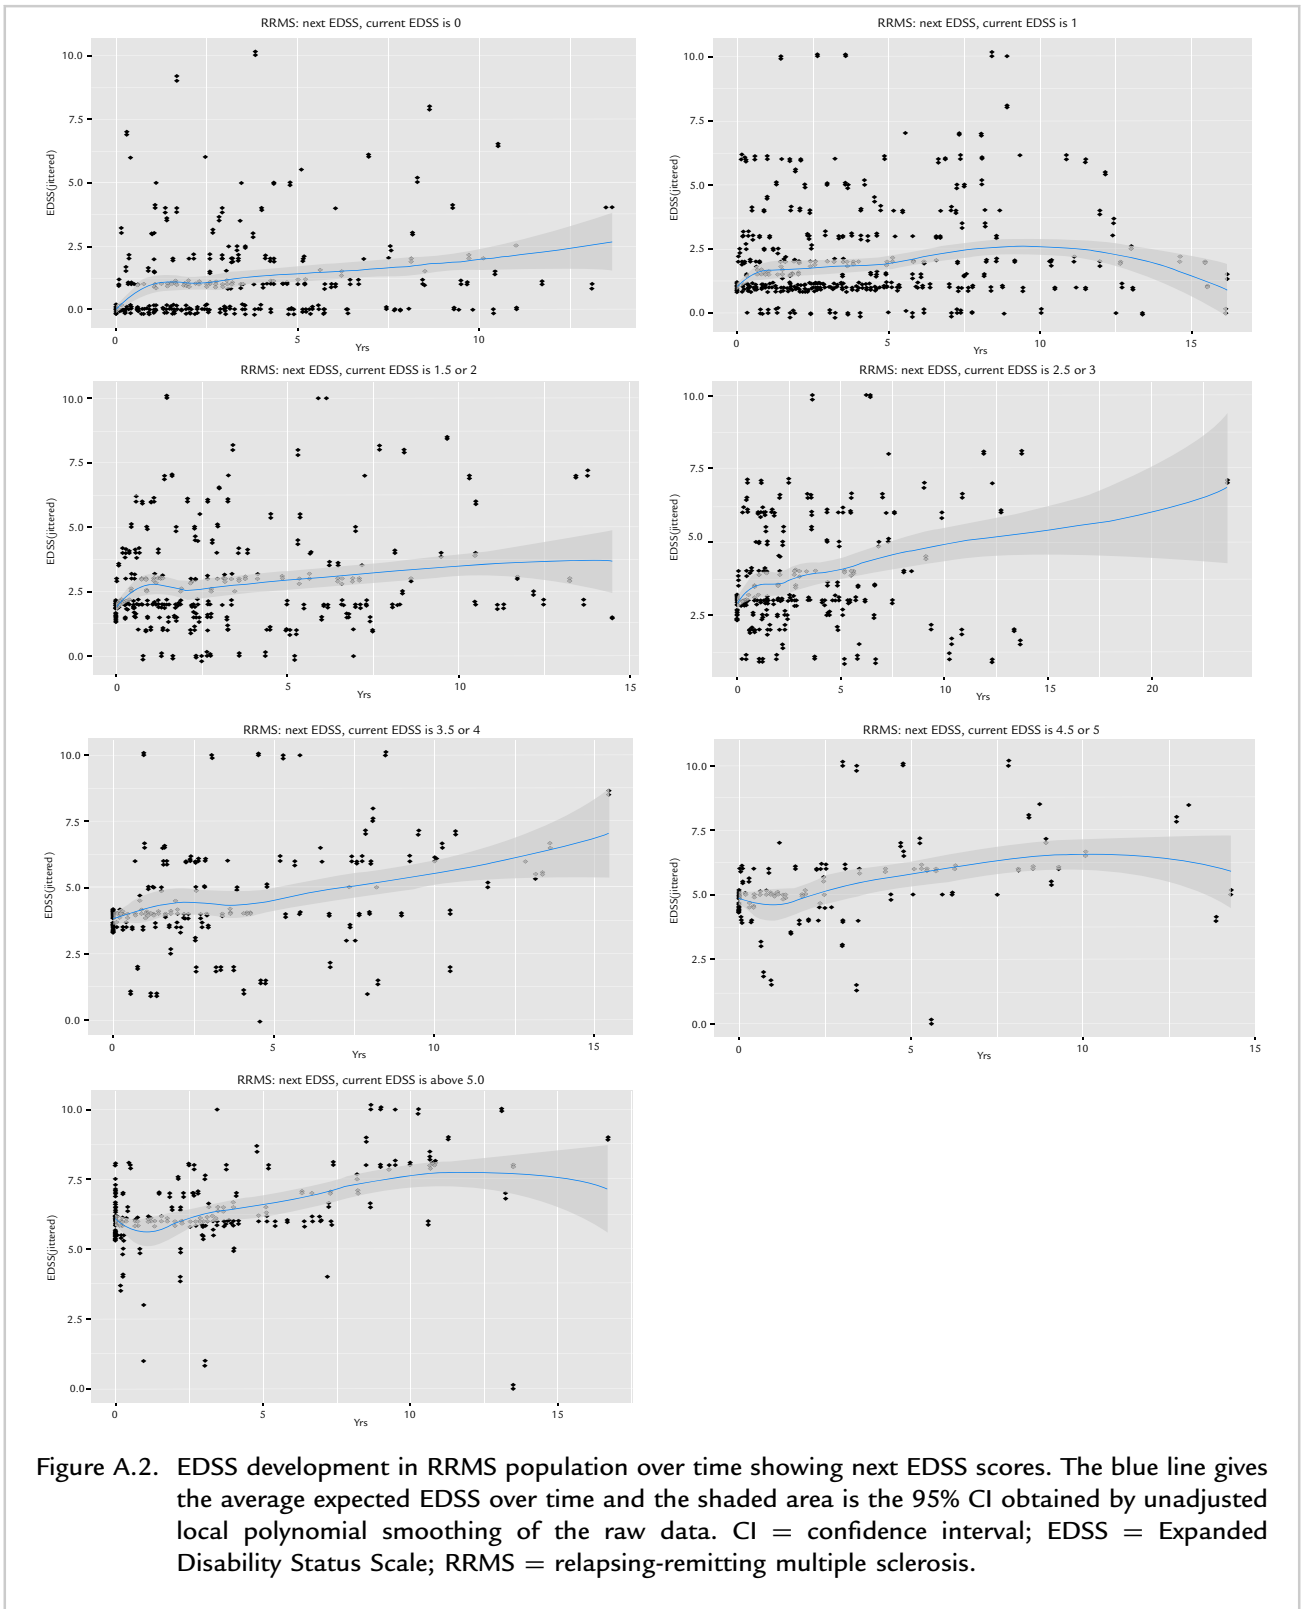 RRMS: next EDSS, current EDSS is 0
10.0
7.5
5.0
2.5
0.0
EDSS(jittered)
0
5
10
Yrs
RRMS: next EDSS, current EDSS is 1
10.0
7.5
5.0
2.5
0.0
EDSS(jittered)
0
5
10
15
Yrs
RRMS: next EDSS, current EDSS is 1.5 or 2
10.0
7.5
5.0
2.5
0.0
EDSS(jittered)
0
5
10
15
Yrs
RRMS: next EDSS, current EDSS is 2.5 or 3
10.0
7.5
5.0
2.5
EDSS(jittered)
0
5
10
15
20
Yrs
RRMS: next EDSS, current EDSS is 3.5 or 4
10.0
7.5
5.0
2.5
0.0
EDSS(jittered)
0
5
10
15
Yrs
RRMS: next EDSS, current EDSS is 4.5 or 5
10.0
7.5
5.0
2.5
0.0
EDSS(jittered)
0
5
10
15
Yrs
RRMS: next EDSS, current EDSS is above 5.0
10.0
7.5
5.0
2.5
0.0
EDSS(jittered)
0
5
10
15
Yrs
Figure A.2. EDSS development in RRMS population over time showing next EDSS scores. The blue line gives
the average expected EDSS over time and the shaded area is the 95% CI obtained by unadjusted
local polynomial smoothing of the raw data. CI = confidence interval; EDSS = Expanded
Disability Status Scale; RRMS = relapsing-remitting multiple sclerosis.